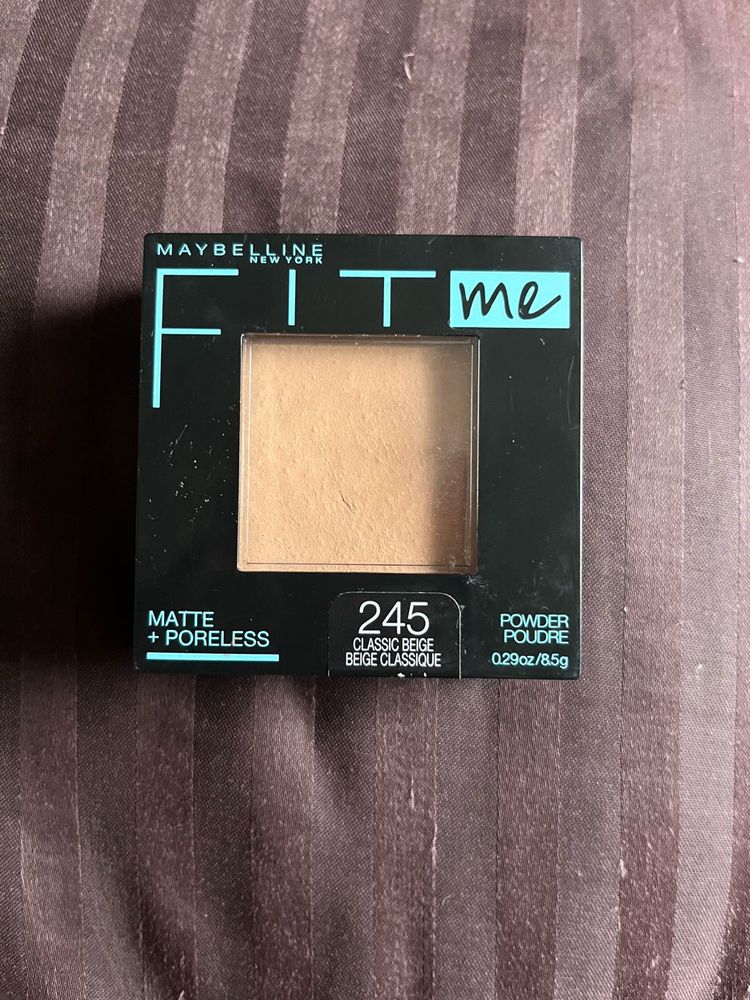 MAYBELLINE
NEW YORK
FIT me
MATTE
+ PORELESS
245
CLASSIC BEIGE
BEIGE CLASSIQUE
POWDER
POUDRE
0.29oz/8.5g